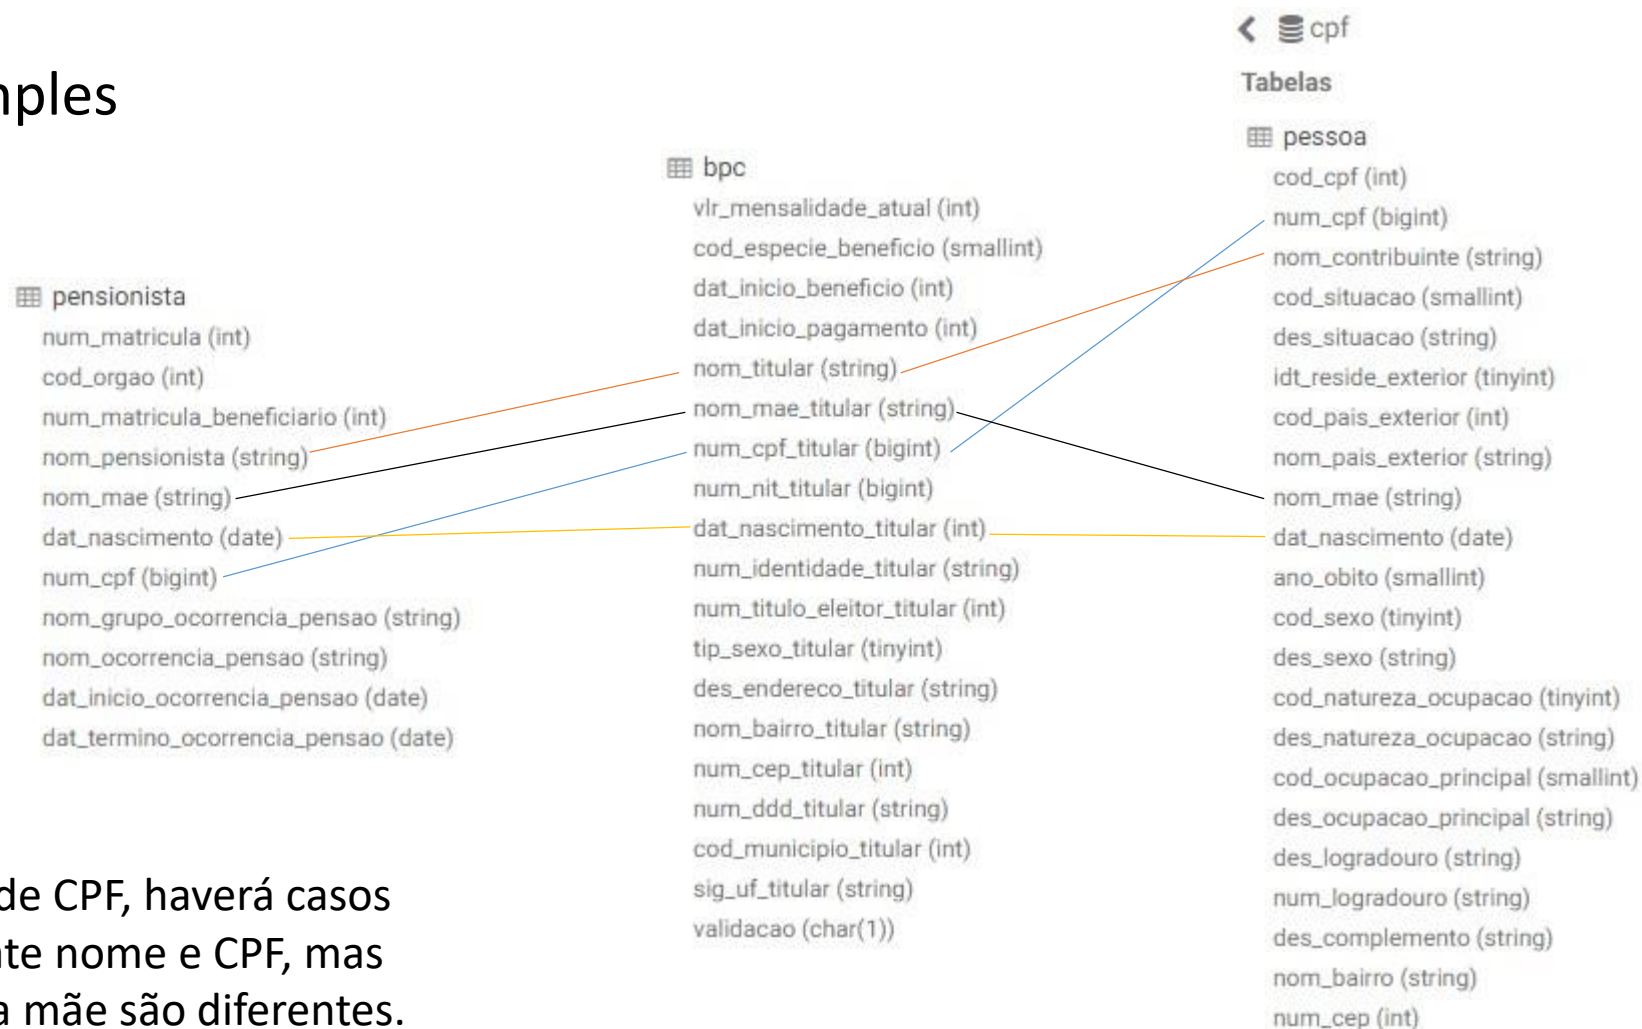 nples
pensionista
num_matricula (int)
cod_orgao (int)
num_matricula_beneficiario (int)
nom_pensionista (string)
nom_mae (string)
dat_nascimento (date)
num_cpf (bigint)
nom_grupo_ocorrencia_pensao (string)
nom_ocorrencia_pensao (string)
dat_inicio_ocorrencia_pensao (date)
dat_termino_ocorrencia_pensao (date)
de CPF, haverá casos
te nome e CPF, mas
a mãe são diferentes.
bpc
vlr_mensalidade_atual (int)
cod_especie_beneficio (smallint)
dat_inicio_beneficio (int)
dat_inicio_pagamento (int)
nom_titular (string)
nom_mae_titular (string)
num_cpf_titular (bigint)
num_nit_titular (bigint)
dat_nascimento_titular (int)
num_identidade_titular (string)
num_titulo_eleitor_titular (int)
tip_sexo_titular (tinyint)
des_endereco_titular (string)
nom_bairro_titular (string)
num_cep_titular (int)
num_ddd_titular (string)
cod_municipio_titular (int)
sig_uf_titular (string)
validacao (char(1))
cpf
Tabelas
pessoa
cod_cpf (int)
num_cpf (bigint)
nom_contribuinte (string)
cod_situacao (smallint)
des_situacao (string)
idt_reside_exterior (tinyint)
cod_pais_exterior (int)
nom_pais_exterior (string)
nom_mae (string)
dat_nascimento (date)
ano_obito (smallint)
cod_sexo (tinyint)
des_sexo (string)
cod_natureza_ocupacao (tinyint)
des_natureza_ocupacao (string)
cod_ocupacao_principal (smallint)
des_ocupacao_principal (string)
des_logradouro (string)
num_logradouro (string)
des_complemento (string)
nom_bairro (string)
num_cep (int)